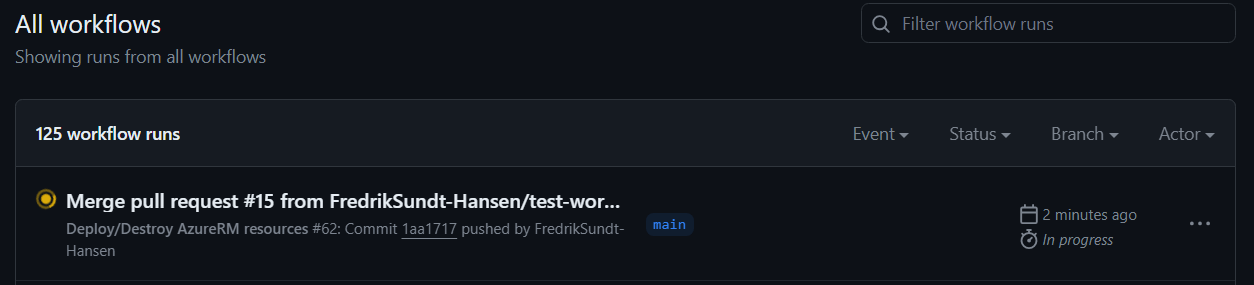 All workflows
Filter workflow runs
Showing runs from all workflows
125 workflow runs
Event
Status
Branch
Actor
Merge pull request #15 from FredrikSundt-Hansen/test-wor...
Deploy/Destroy AzureRM resources #62: Commit 1aa1717 pushed by FredrikSundt-
Hansen
main
2 minutes ago
In progress